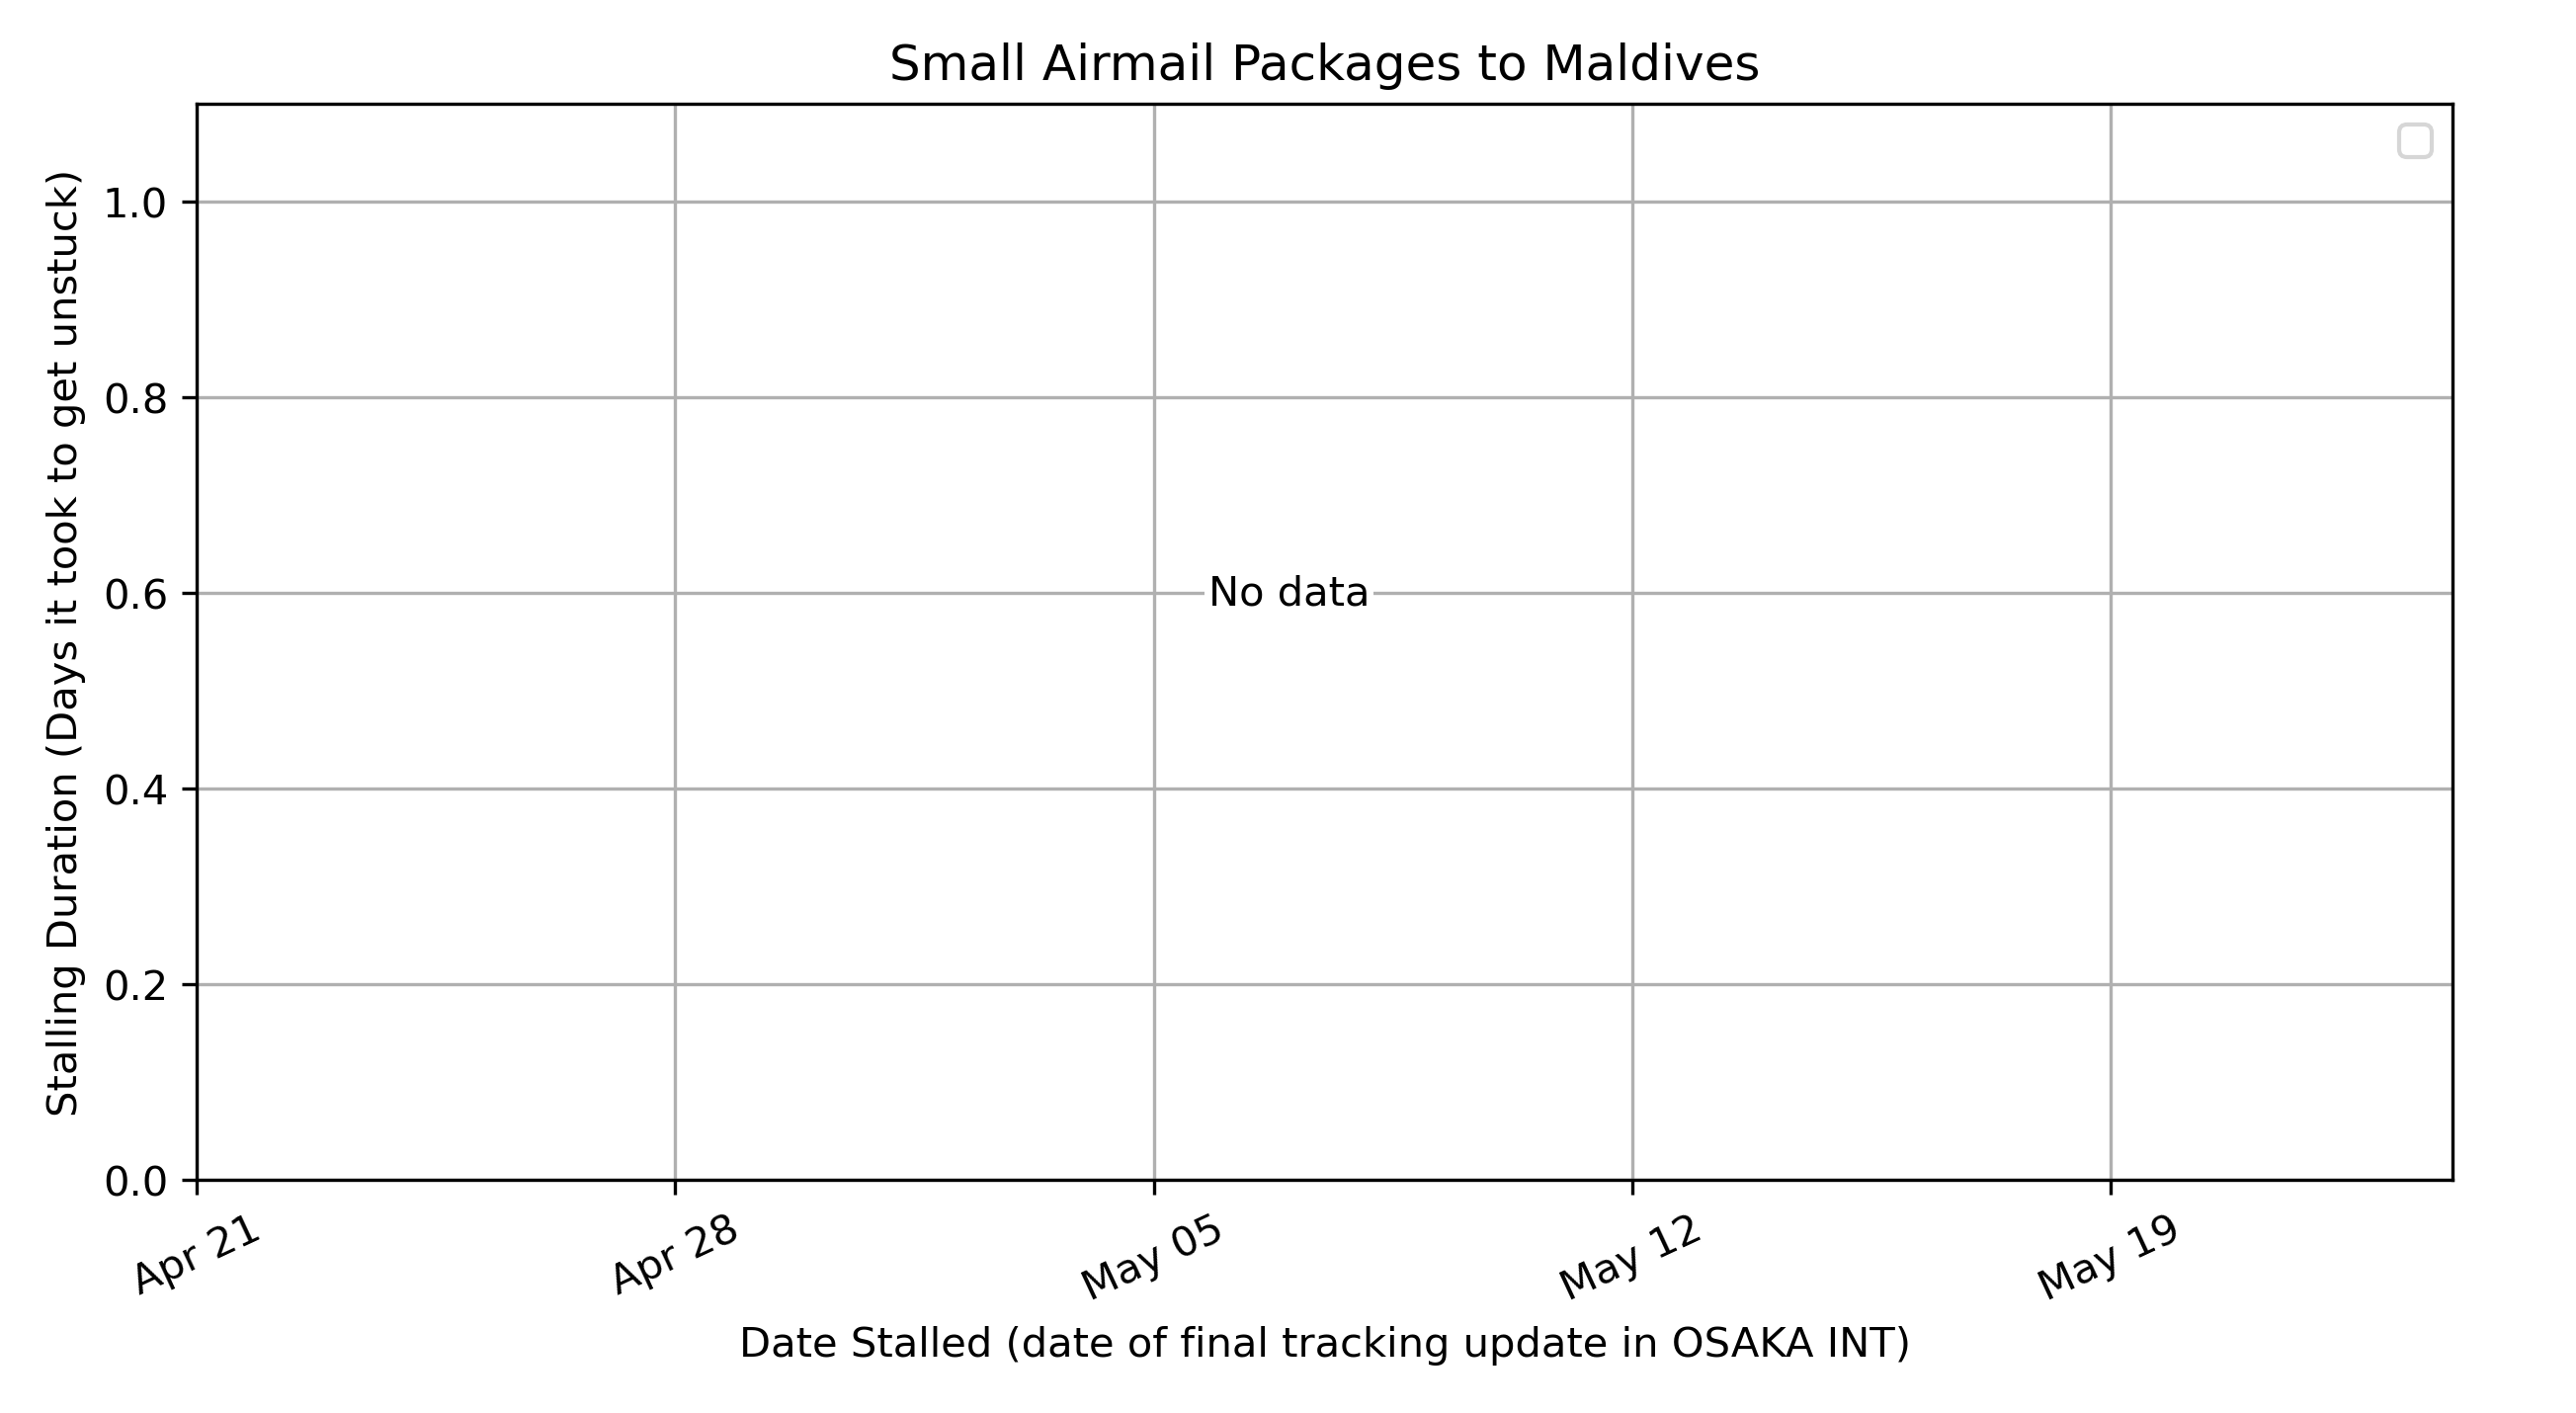 Small Airmail Packages to Maldives
Stalling Duration (Days it took to get unstuck)
1.0
0.8
0.6
0.4
0.2
0.0
No data
Apr 21
Apr 28
May 05
May 12
May 19
Date Stalled (date of final tracking update in OSAKA INT)